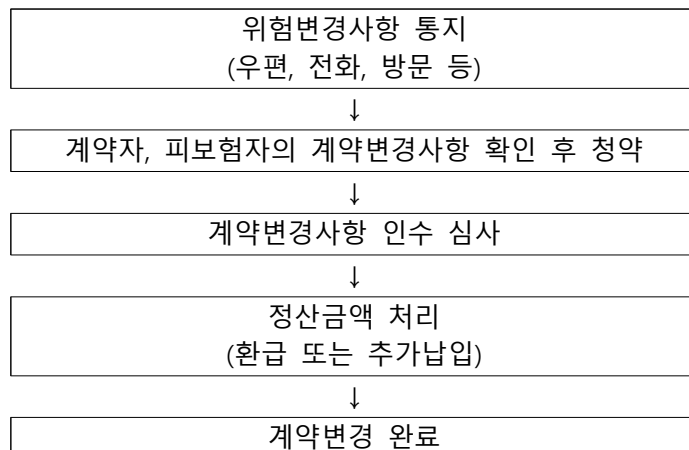 위험변경사항 통지
(우편, 전화, 방문 등)
↓
계약자, 피보험자의 계약변경사항 확인 후 청약
↓
계약변경사항 인수 심사
↓
정산금액 처리
(환급 또는 추가납입)
↓
계약변경 완료